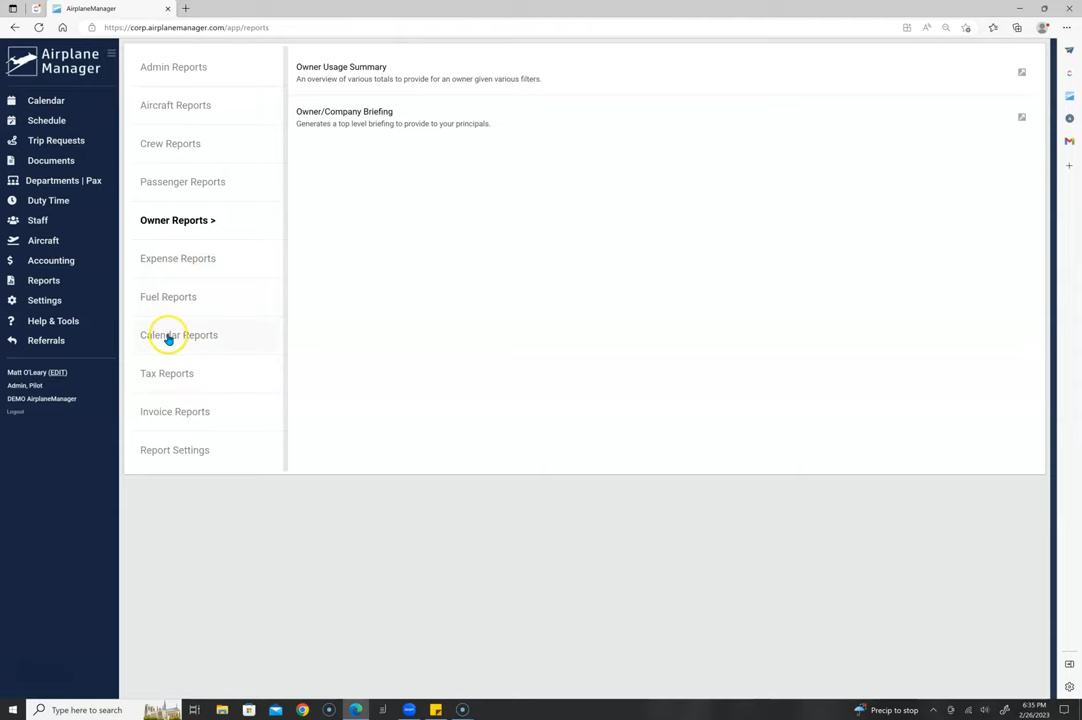 AirplaneManager
https://corp.airplanemanager.com/app/reports
Airplane
Manager
Calendar
Schedule
Trip Requests
Documents
Departments | Pax
Duty Time
Staff
Aircraft
Accounting
Reports
Settings
Help & Tools
Referrals
Matt O'Leary (EDIT)
Admin, Pilot
DEMO AirplaneManager
Logout
Admin Reports
Aircraft Reports
Crew Reports
Passenger Reports
Owner Reports >
Expense Reports
Fuel Reports
Calendar Reports
Tax Reports
Invoice Reports
Report Settings
Owner Usage Summary
An overview of various totals to provide for an owner given various filters.
Owner/Company Briefing
Generates a top level briefing to provide to your principals.
Type here to search
Precip to stop
6:35 PM
2/26/2023